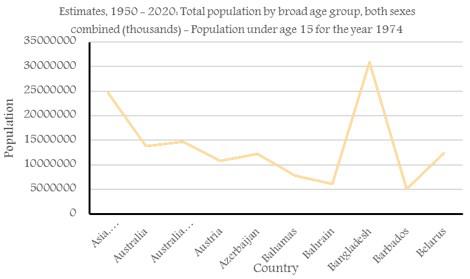 Estimates, 1950 - 2020: Total population by broad age group, both sexes
combined (thousands) - Population under age 15 for the year 1974
35000000
30000000
25000000
20000000
15000000
10000000
5000000
0
Population
Asia....
Australia
Australia....
Austria
Azerbaijan
Bahamas
Bahrain
Bangladesh
Barbados
Belarus
Country